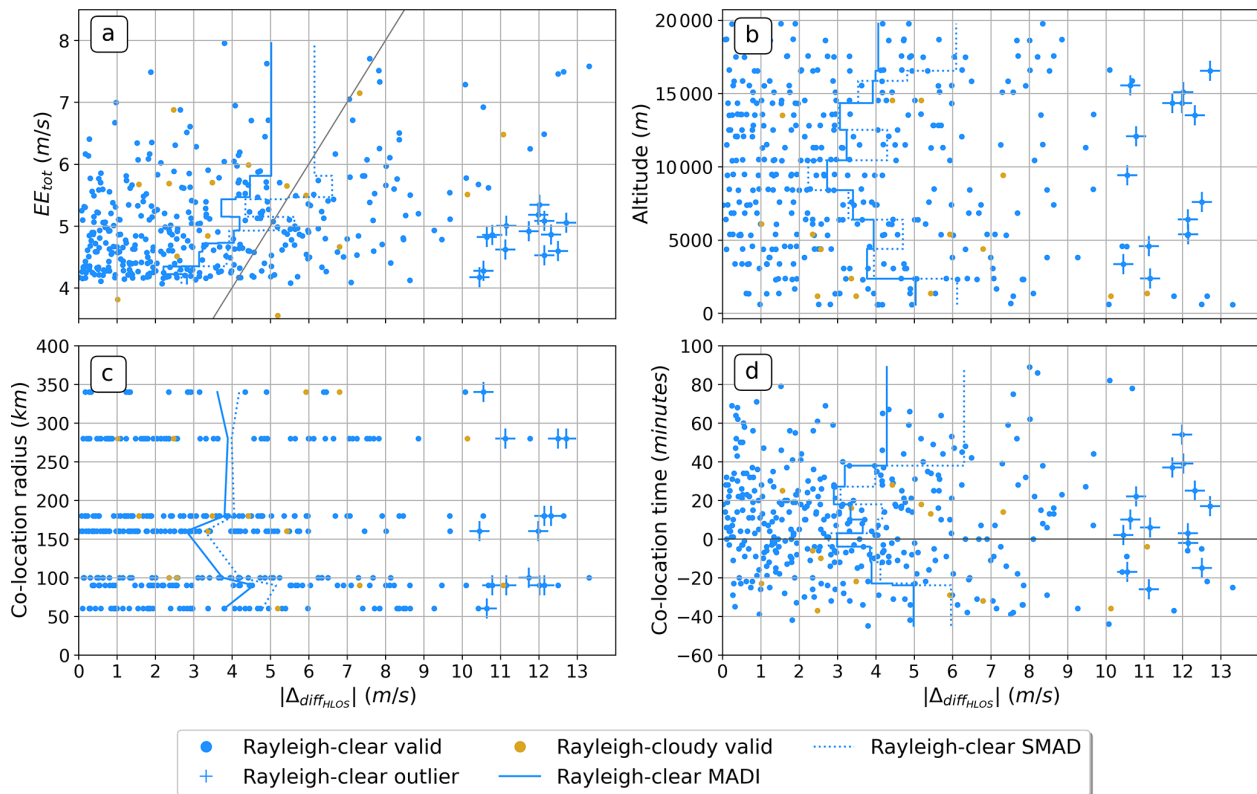 a
EE_tot (m/s)
8
7
6
5
4
b
Altitude (m)
20000
15000
10000
5000
0
c
Co-location radius (km)
400
350
300
250
200
150
100
50
0
0 1 2 3 4 5 6 7 8 9 10 11 12 13
|Δ_diff_HLOS| (m/s)
d
Co-location time (minutes)
100
80
60
40
20
0
−20
−40
−60
0 1 2 3 4 5 6 7 8 9 10 11 12 13
|Δ_diff_HLOS| (m/s)
Rayleigh-clear valid
Rayleigh-cloudy valid
Rayleigh-clear SMAD
Rayleigh-clear outlier
Rayleigh-clear MADI